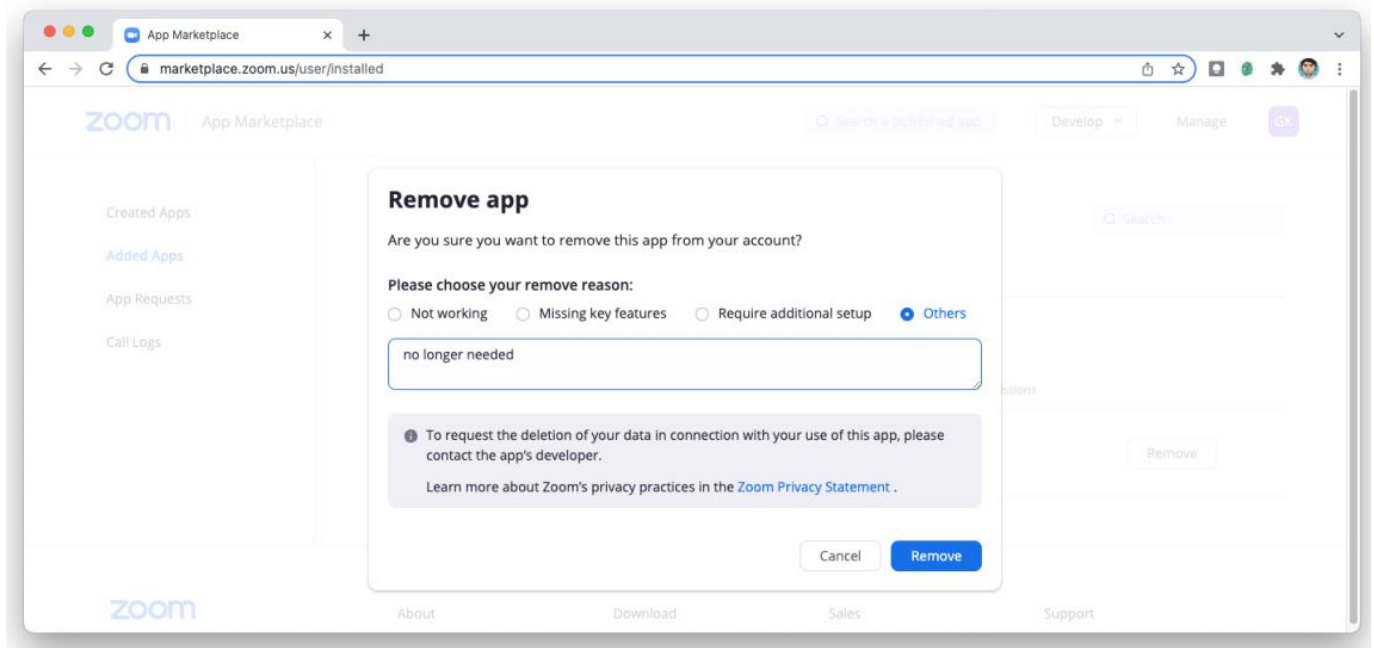 App Marketplace
marketplace.zoom.us/user/installed
zoom App Marketplace
Search a published app
Develop
Manage
GK
Created Apps
Added Apps
App Requests
Call Logs
Search
Remove app
Are you sure you want to remove this app from your account?
Please choose your remove reason:
Not working Missing key features Require additional setup Others
no longer needed
To request the deletion of your data in connection with your use of this app, please
contact the app's developer.
Learn more about Zoom's privacy practices in the Zoom Privacy Statement .
Cancel Remove
Remove
zoom About Download Sales Support